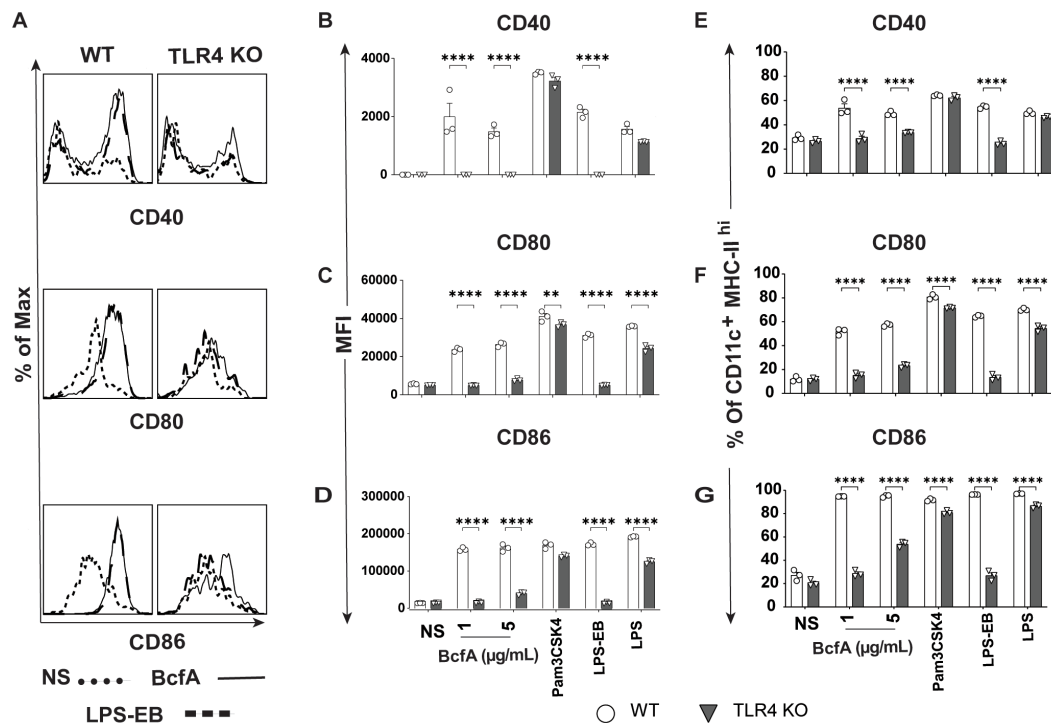 A
WT
TLR4 KO
CD40
CD80
CD86
% of Max
NS
BcfA
LPS-EB
B
CD40
4000
2000
0
****
****
****
C
CD80
60000
40000
20000
0
****
****
**
****
****
MFI
D
CD86
300000
200000
100000
0
****
****
****
****
NS
1
5
BcfA (µg/mL)
Pam3CSK4
LPS-EB
LPS
E
CD40
100
80
60
40
20
0
****
****
****
% Of CD11c+ MHC-II hi
F
CD80
100
80
60
40
20
0
****
****
****
****
****
G
CD86
100
80
60
40
20
0
****
****
****
****
****
NS
1
5
BcfA (µg/mL)
Pam3CSK4
LPS-EB
LPS
WT
TLR4 KO